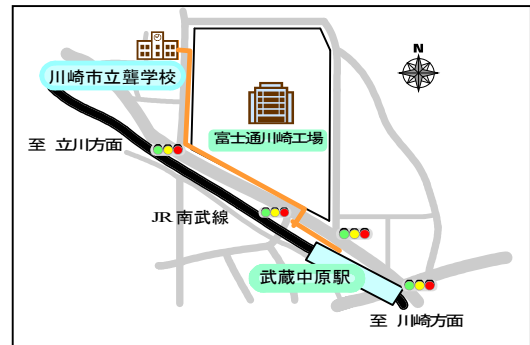 N
川崎市立聾学校
富士通川崎工場
至 立川方面
JR 南武線
武蔵中原駅
至 川崎方面